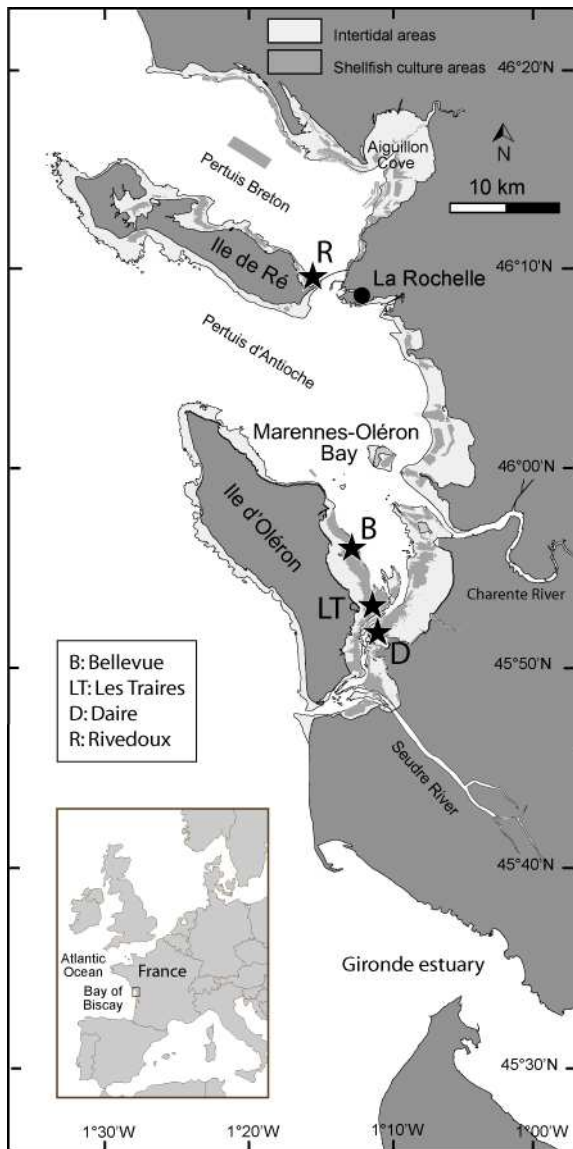 Intertidal areas
Shellfish culture areas
46°20'N
Aiguillon
Cove
N
Pertuis Breton
10 km
R
Ile de Ré
46°10'N
La Rochelle
Pertuis d'Antioche
Marennes-Oléron
Bay
46°00'N
Ile d'Oléron
B
Charente River
LT
D
45°50'N
B: Bellevue
LT: Les Traires
D: Daire
R: Rivedoux
Seudre River
45°40'N
Atlantic
Ocean
France
Bay of
Biscay
Gironde estuary
45°30'N
1°30'W
1°20'W
1°10'W
1°00'W